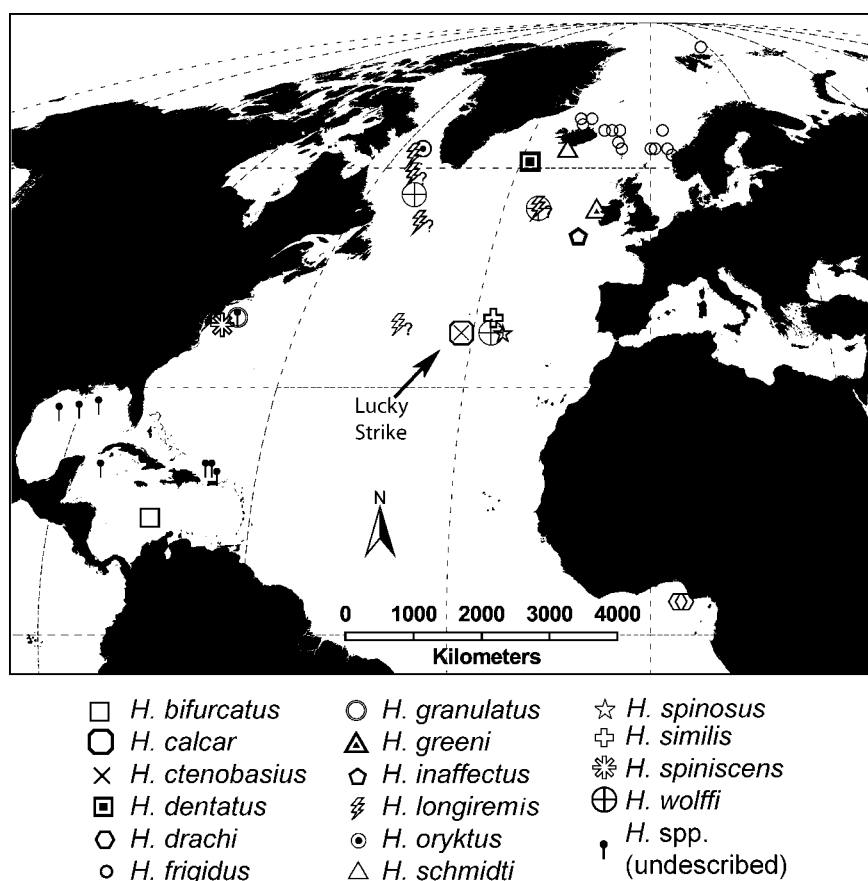 Lucky
Strike
N
0 1000 2000 3000 4000
Kilometers
H. bifurcatus
H. calcar
H. ctenobasius
H. dentatus
H. drachi
H. frigidus
H. granulatus
H. greeni
H. inaffectus
H. longiremis
H. oryktus
H. schmidti
H. spinosus
H. similis
H. spiniscens
H. wolffi
H. spp.
(undescribed)
?
?
?
?
?